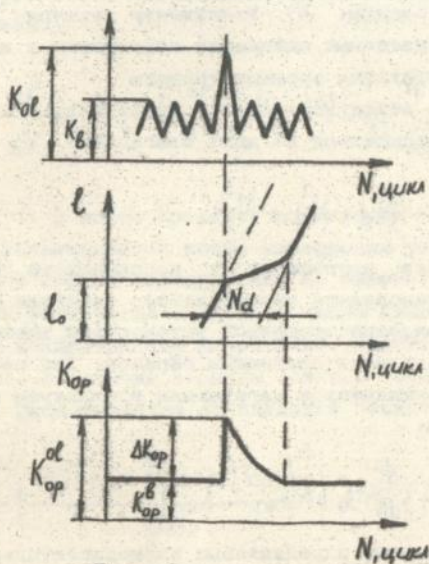 K_ol
K_в
N, цикл
l
l_o
N_d
N, цикл
K_op
K_op^ol
ΔK_op
K_op^в
N, цикл